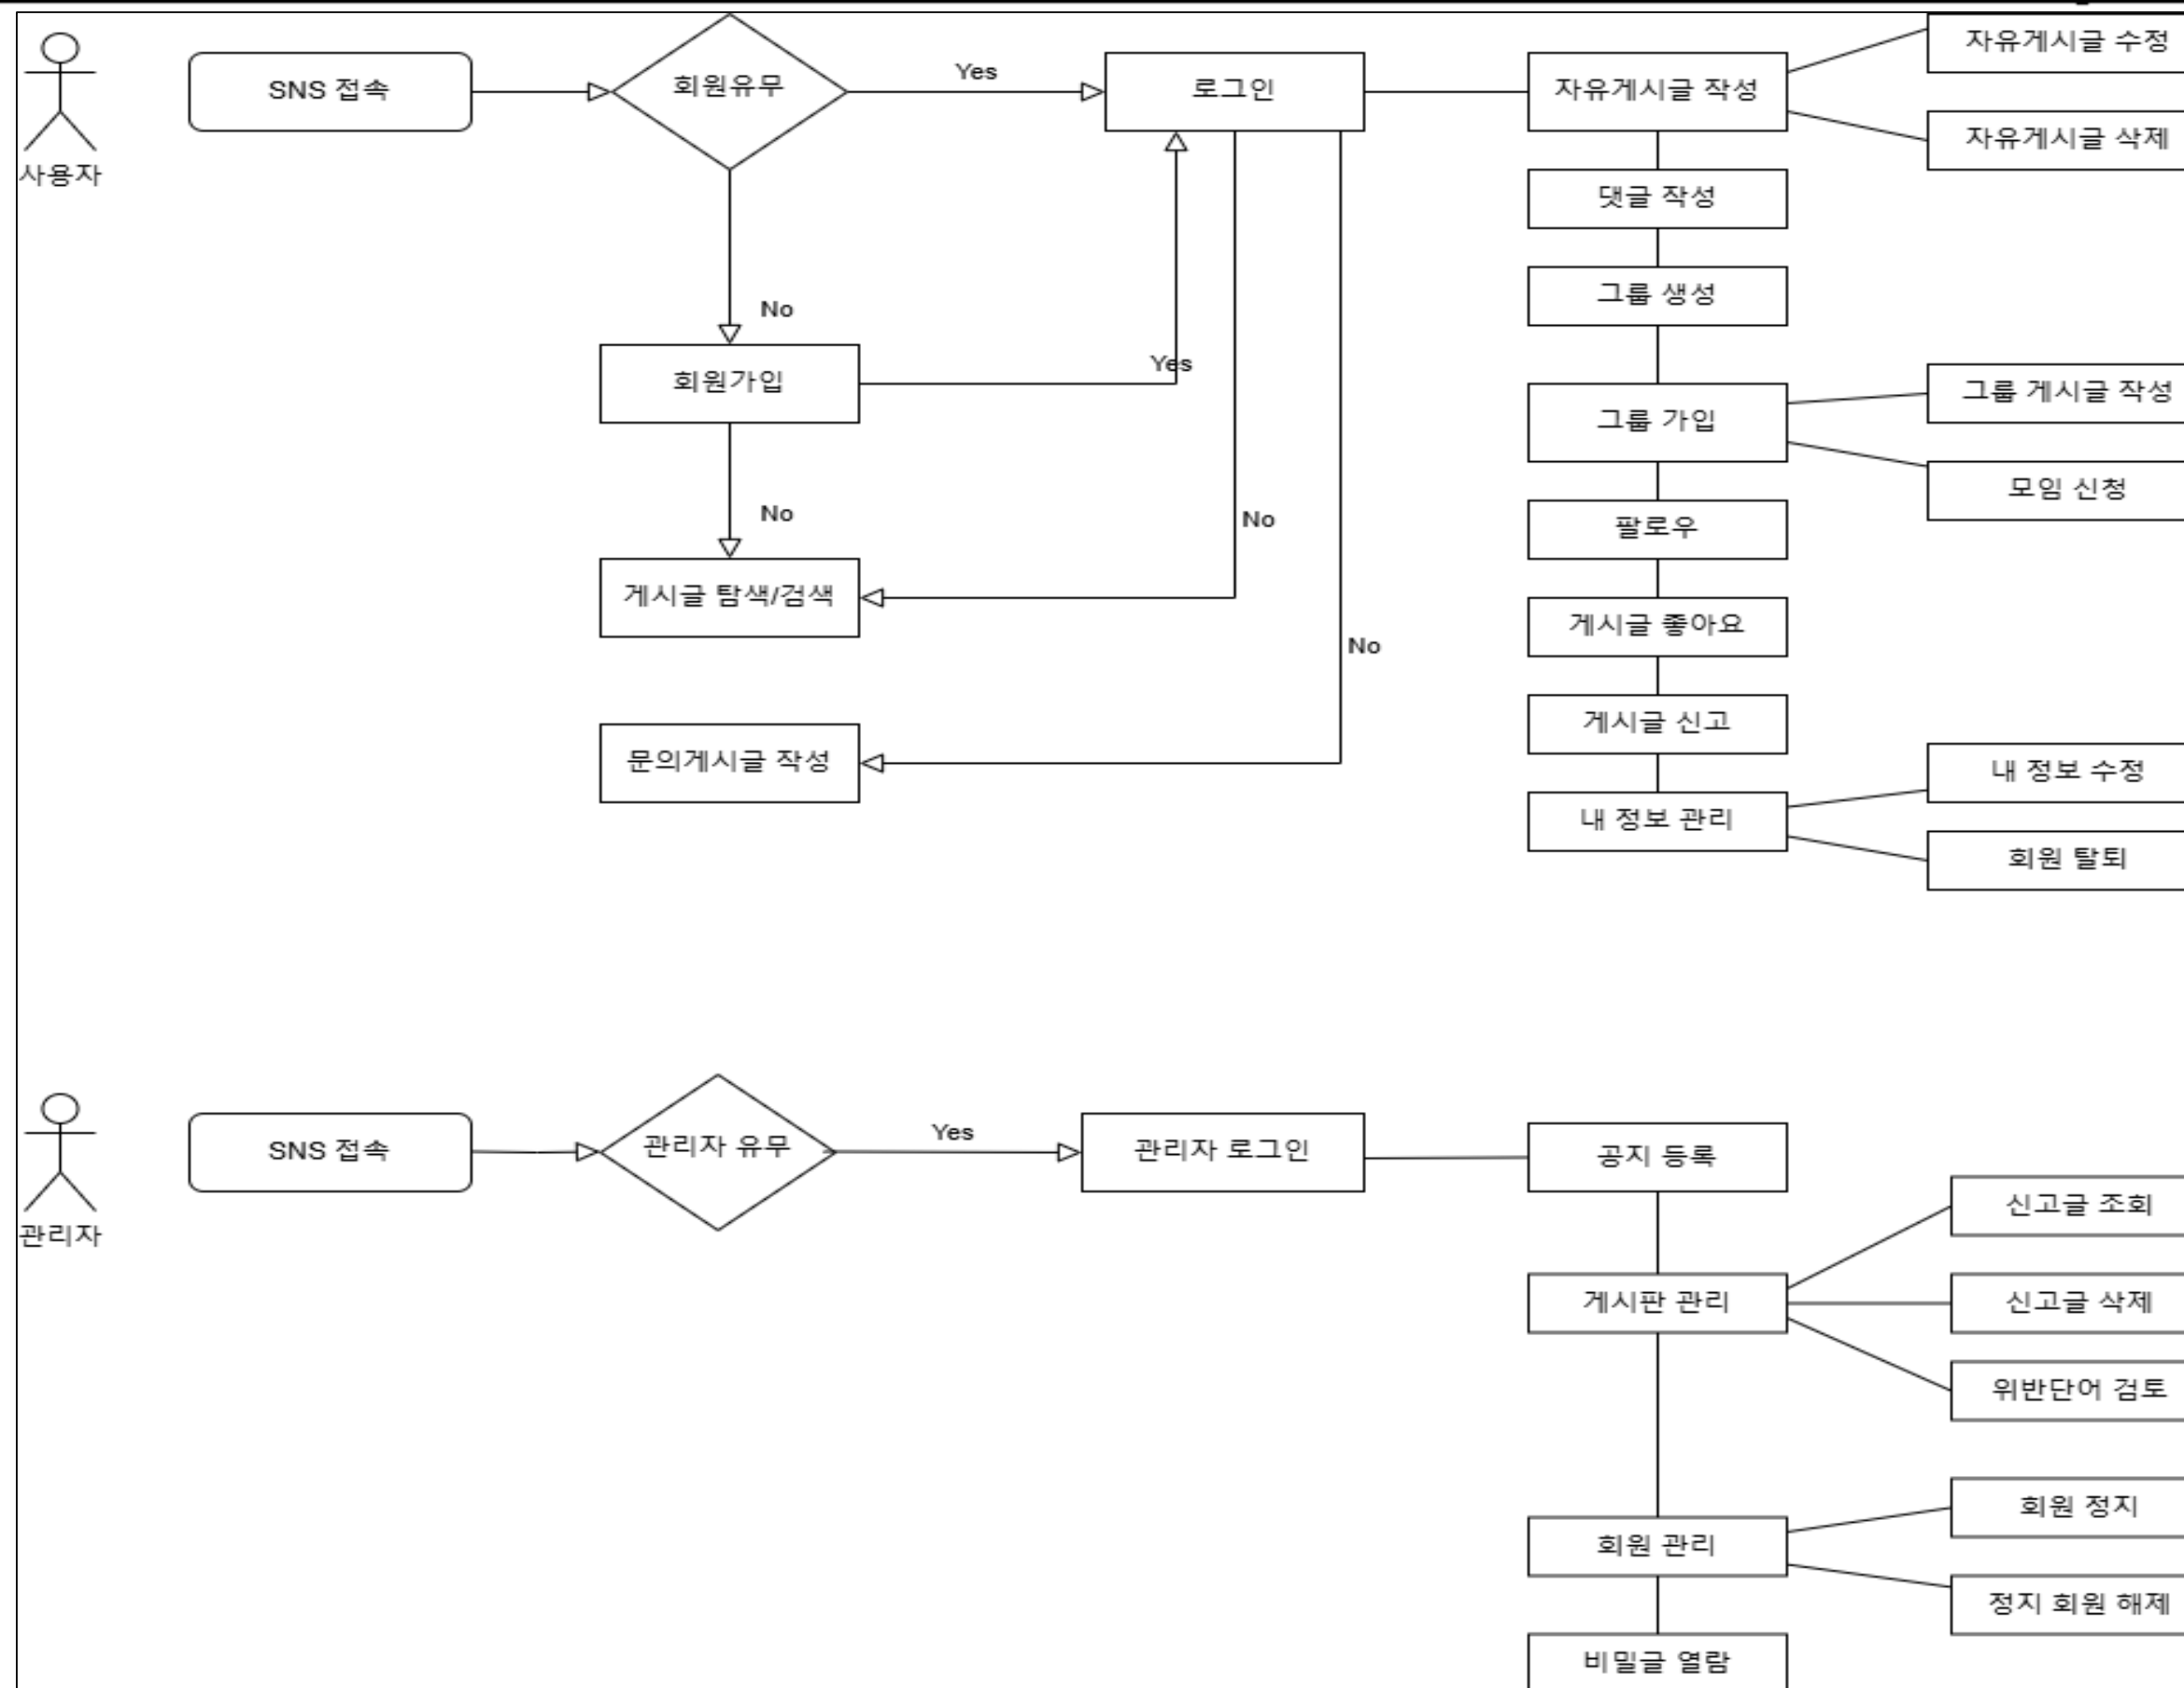 사용자
SNS 접속
회원유무
Yes
로그인
No
회원가입
Yes
No
게시글 탐색/검색
No
문의게시글 작성
No
자유게시글 작성
자유게시글 수정
자유게시글 삭제
댓글 작성
그룹 생성
그룹 가입
그룹 게시글 작성
모임 신청
팔로우
게시글 좋아요
게시글 신고
내 정보 관리
내 정보 수정
회원 탈퇴
관리자
SNS 접속
관리자 유무
Yes
관리자 로그인
공지 등록
게시판 관리
신고글 조회
신고글 삭제
위반단어 검토
회원 관리
회원 정지
정지 회원 해제
비밀글 열람